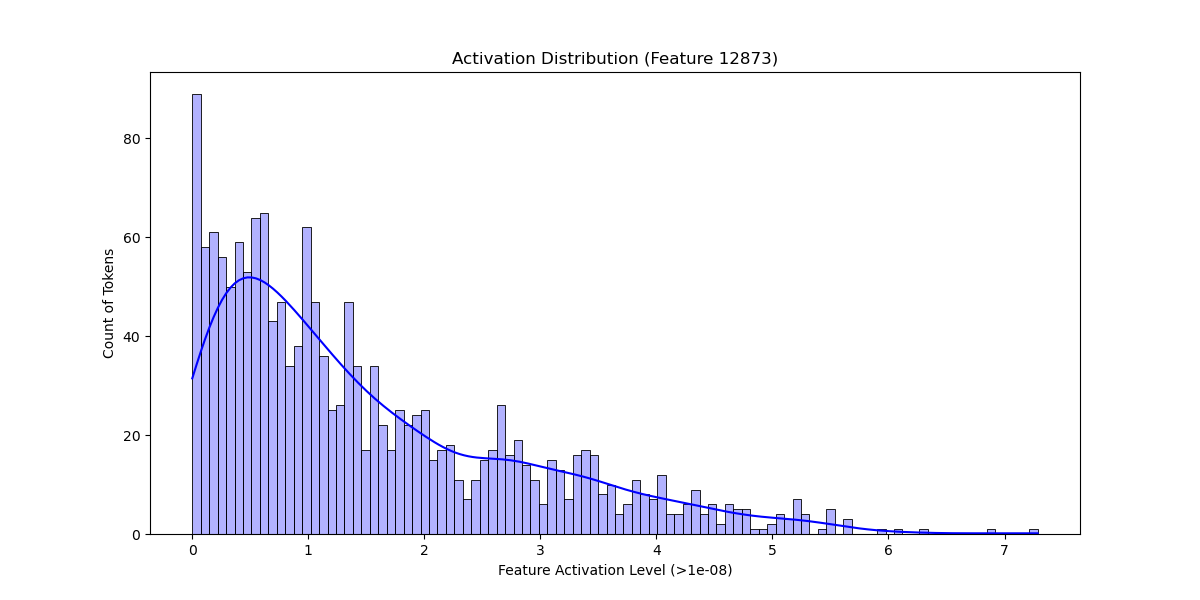 Activation Distribution (Feature 12873)
Count of Tokens
80
60
40
20
0
0 1 2 3 4 5 6 7
Feature Activation Level (>1e-08)